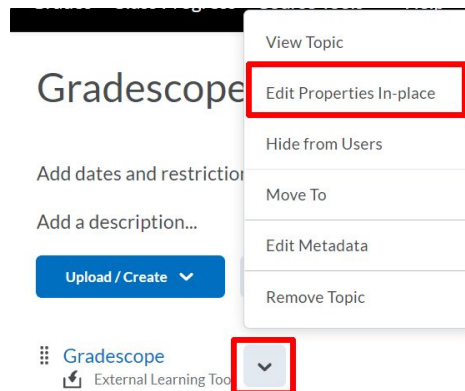 View Topic
Gradescope
Edit Properties In-place
Hide from Users
Add dates and restriction
Move To
Add a description...
Edit Metadata
Upload / Create
Remove Topic
Gradescope
External Learning Too